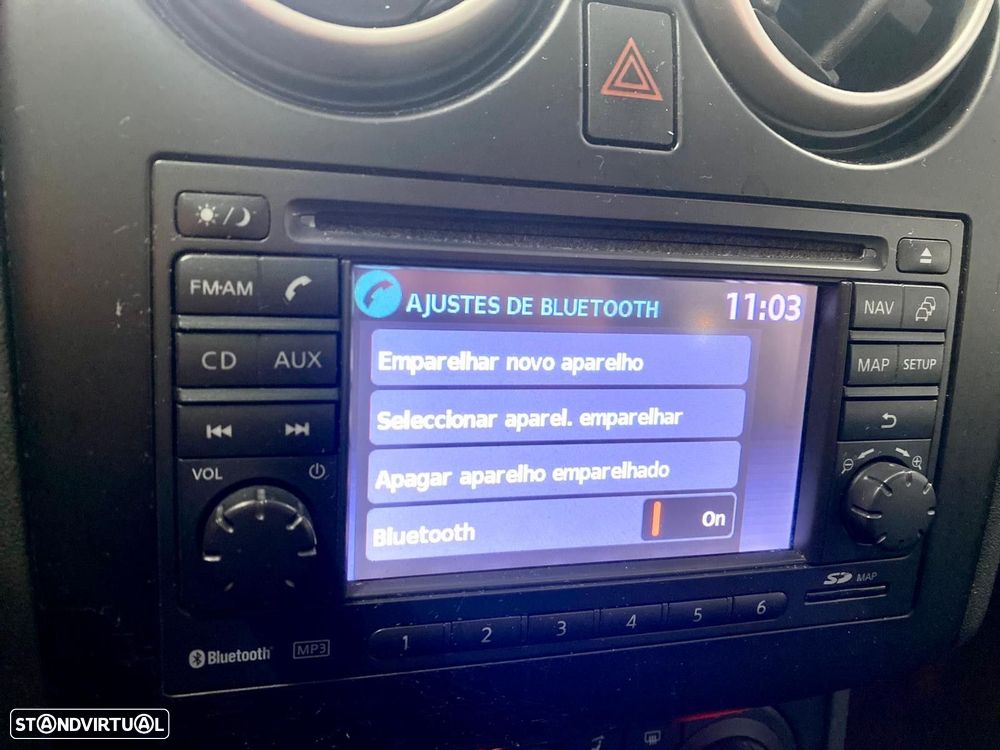 FM·AM
CD AUX
VOL
AJUSTES DE BLUETOOTH 11:03
Emparelhar novo aparelho
Seleccionar aparel. emparelhar
Apagar aparelho emparelhado
Bluetooth On
NAV
MAP SETUP
SD MAP
1 2 3 4 5 6
Bluetooth MP3
STANDVIRTUAL